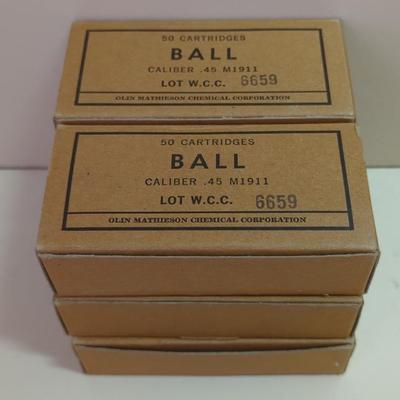 50 CARTRIDGES
BALL
CALIBER .45 M1911
LOT W.C.C. 6659
OLIN MATHIESON CHEMICAL CORPORATION
50 CARTRIDGES
BALL
CALIBER .45 M1911
LOT W.C.C. 6659
OLIN MATHIESON CHEMICAL CORPORATION